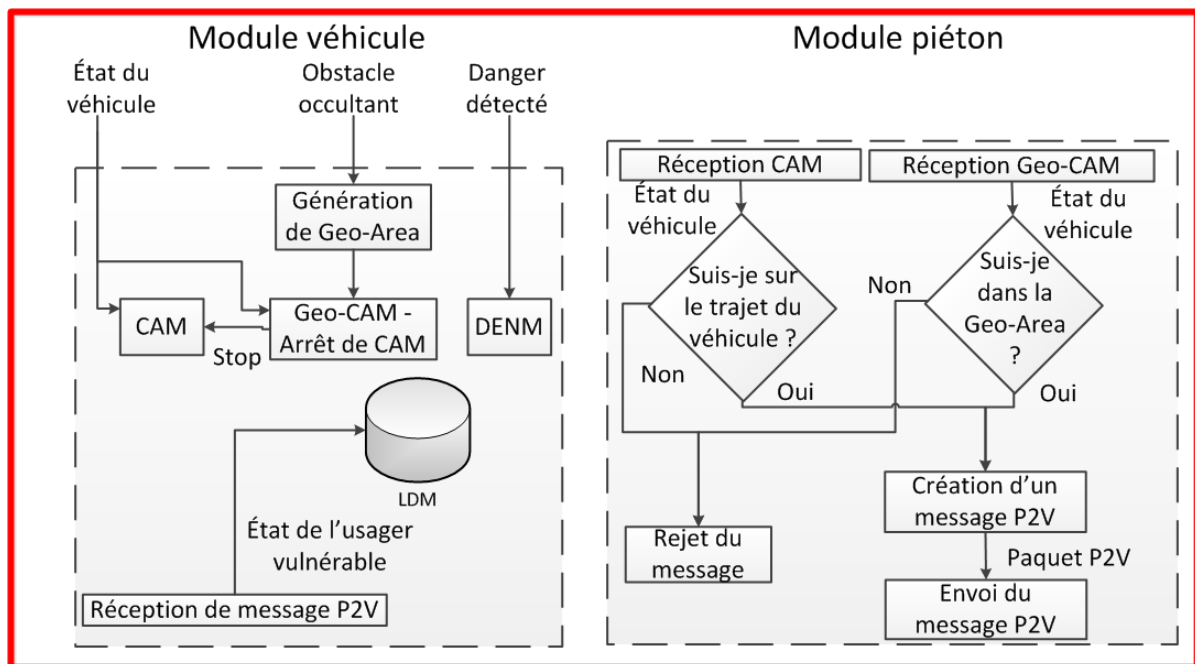 Module véhicule
État du
véhicule
Obstacle
occultant
Danger
détecté
Génération
de Geo-Area
CAM
Geo-CAM -
Arrêt de CAM
DENM
Stop
LDM
État de l’usager
vulnérable
Réception de message P2V
Module piéton
Réception CAM
Réception Geo-CAM
État du
véhicule
État du
véhicule
Suis-je sur
le trajet du
véhicule ?
Non
Suis-je
dans la
Geo-Area
?
Non
Oui
Oui
Création d’un
message P2V
Rejet du
message
Paquet P2V
Envoi du
message P2V